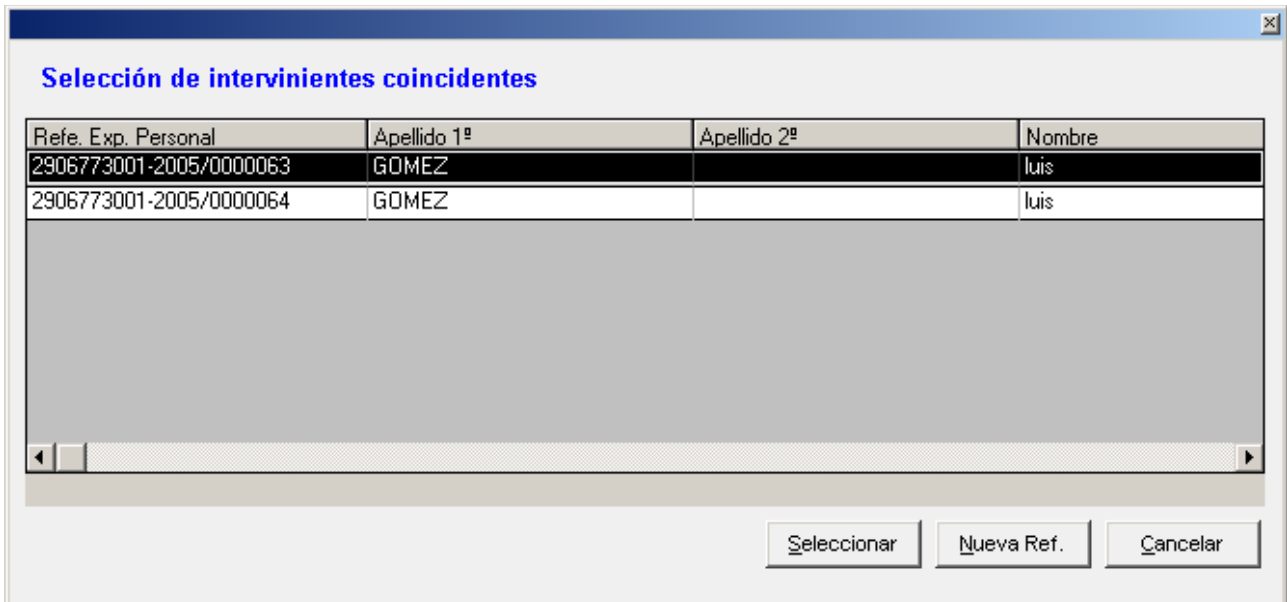 Selección de intervinientes coincidentes
Refe. Exp. Personal Apellido 1º Apellido 2º Nombre
2906773001-2005/0000063 GOMEZ luis
2906773001-2005/0000064 GOMEZ luis
Seleccionar Nueva Ref. Cancelar